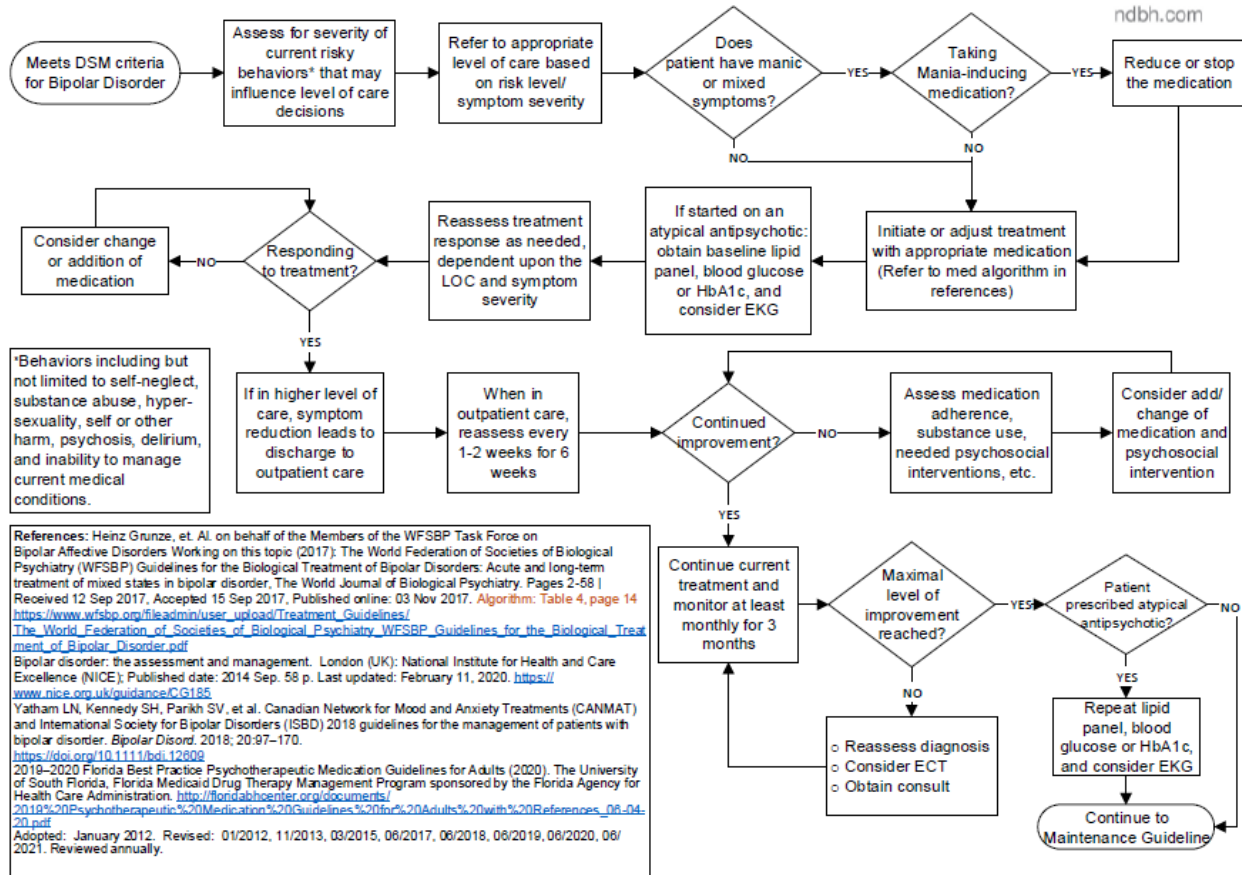 ndbh.com
Meets DSM criteria
for Bipolar Disorder
Assess for severity of
current risky
behaviors* that may
influence level of care
decisions
Refer to appropriate
level of care based
on risk level/
symptom severity
Does
patient have manic
or mixed
symptoms?
YES
NO
Taking
Mania-inducing
medication?
YES
NO
Reduce or stop
the medication
Initiate or adjust treatment
with appropriate medication
(Refer to med algorithm in
references)
If started on an
atypical antipsychotic:
obtain baseline lipid
panel, blood glucose
or HbA1c, and
consider EKG
Reassess treatment
response as needed,
dependent upon the
LOC and symptom
severity
Responding
to treatment?
NO
Consider change
or addition of
medication
YES
*Behaviors including but
not limited to self-neglect,
substance abuse, hyper-
sexuality, self or other
harm, psychosis, delirium,
and inability to manage
current medical
conditions.
If in higher level of
care, symptom
reduction leads to
discharge to
outpatient care
When in
outpatient care,
reassess every
1-2 weeks for 6
weeks
Continued
improvement?
NO
Assess medication
adherence,
substance use,
needed psychosocial
interventions, etc.
Consider add/
change of
medication and
psychosocial
intervention
YES
Continue current
treatment and
monitor at least
monthly for 3
months
Maximal
level of
improvement
reached?
YES
NO
○ Reassess diagnosis
○ Consider ECT
○ Obtain consult
Patient
prescribed atypical
antipsychotic?
NO
YES
Repeat lipid
panel, blood
glucose or HbA1c,
and consider EKG
Continue to
Maintenance Guideline
References: Heinz Grunze, et. Al. on behalf of the Members of the WFSBP Task Force on
Bipolar Affective Disorders Working on this topic (2017): The World Federation of Societies of Biological
Psychiatry (WFSBP) Guidelines for the Biological Treatment of Bipolar Disorders: Acute and long-term
treatment of mixed states in bipolar disorder, The World Journal of Biological Psychiatry. Pages 2-58 |
Received 12 Sep 2017, Accepted 15 Sep 2017, Published online: 03 Nov 2017. Algorithm: Table 4, page 14
https://www.wfsbp.org/fileadmin/user_upload/Treatment_Guidelines/
The_World_Federation_of_Societies_of_Biological_Psychiatry_WFSBP_Guidelines_for_the_Biological_Treat
ment_of_Bipolar_Disorder.pdf
Bipolar disorder: the assessment and management. London (UK): National Institute for Health and Care
Excellence (NICE); Published date: 2014 Sep. 58 p. Last updated: February 11, 2020. https://
www.nice.org.uk/guidance/CG185
Yatham LN, Kennedy SH, Parikh SV, et al. Canadian Network for Mood and Anxiety Treatments (CANMAT)
and International Society for Bipolar Disorders (ISBD) 2018 guidelines for the management of patients with
bipolar disorder. Bipolar Disord. 2018; 20:97–170.
https://doi.org/10.1111/bdi.12609
2019–2020 Florida Best Practice Psychotherapeutic Medication Guidelines for Adults (2020). The University
of South Florida, Florida Medicaid Drug Therapy Management Program sponsored by the Florida Agency for
Health Care Administration. http://floridabhcenter.org/documents/
2019%20Psychotherapeutic%20Medication%20Guidelines%20for%20Adults%20with%20References_06-04-
20.pdf
Adopted: January 2012. Revised: 01/2012, 11/2013, 03/2015, 06/2017, 06/2018, 06/2019, 06/2020, 06/
2021. Reviewed annually.